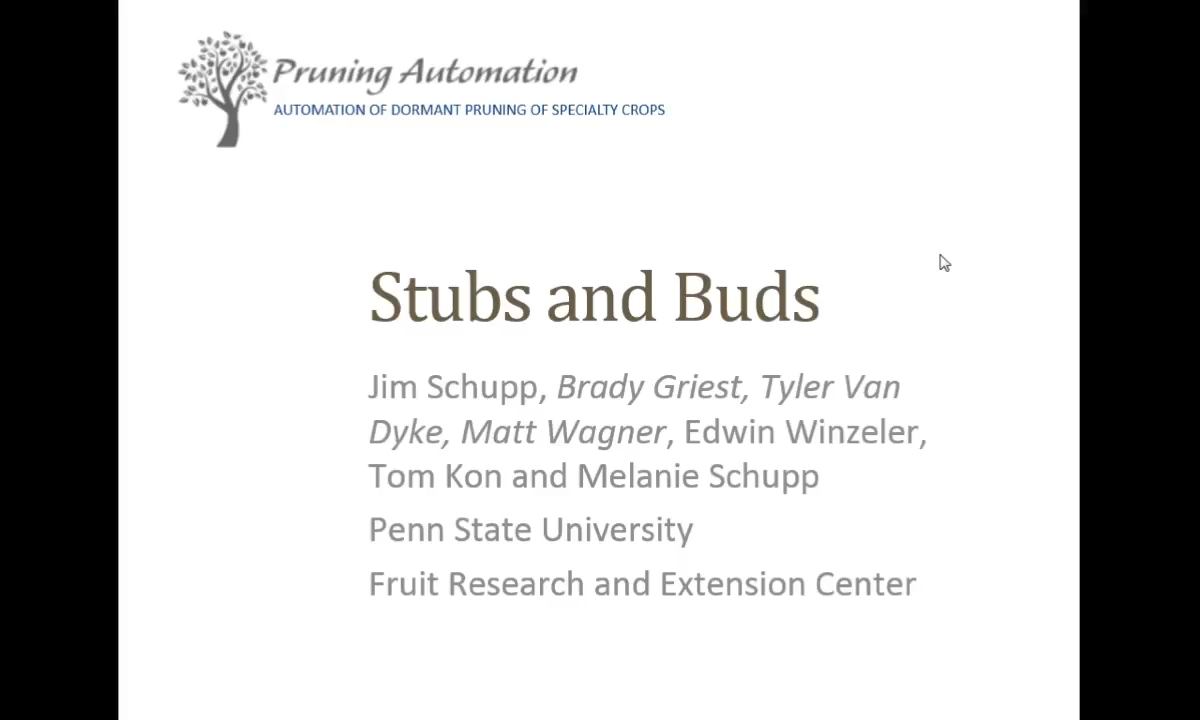 Pruning Automation
AUTOMATION OF DORMANT PRUNING OF SPECIALTY CROPS
Stubs and Buds
Jim Schupp, Brady Griest, Tyler Van
Dyke, Matt Wagner, Edwin Winzeler,
Tom Kon and Melanie Schupp
Penn State University
Fruit Research and Extension Center